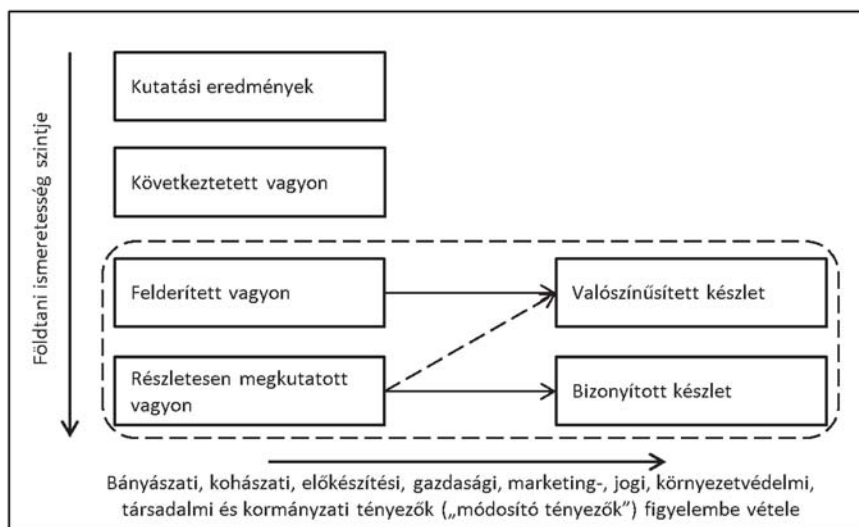 Földtani ismeretesség szintje
Kutatási eredmények
Következtetett vagyon
Felderített vagyon
Valószínűsített készlet
Részletesen megkutatott
vagyon
Bizonyított készlet
Bányászati, kohászati, előkészítési, gazdasági, marketing-, jogi, környezetvédelmi,
társadalmi és kormányzati tényezők („módosító tényezők”) figyelembe vétele